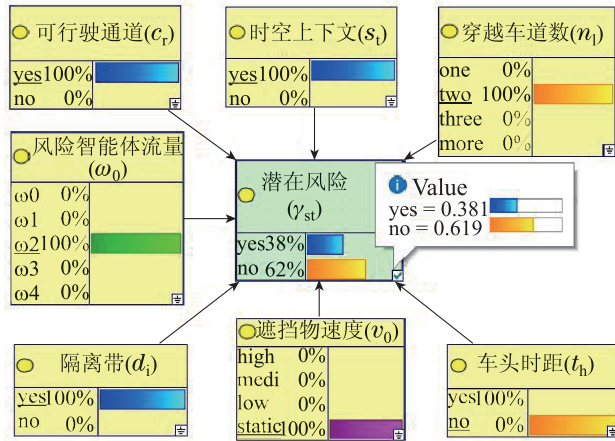 可行驶通道(cr)
yes100%
no 0%
时空上下文(st)
yes100%
no 0%
穿越车道数(nl)
one 0%
two 100%
three 0%
more 0%
风险智能体流量
(ω0)
ω0 0%
ω1 0%
ω2100%
ω3 0%
ω4 0%
潜在风险
(γst)
yes38%
no 62%
Value
yes = 0.381
no = 0.619
隔离带(di)
yes100%
no 0%
遮挡物速度(v0)
high 0%
medi 0%
low 0%
static100%
车头时距(th)
yes100%
no 0%